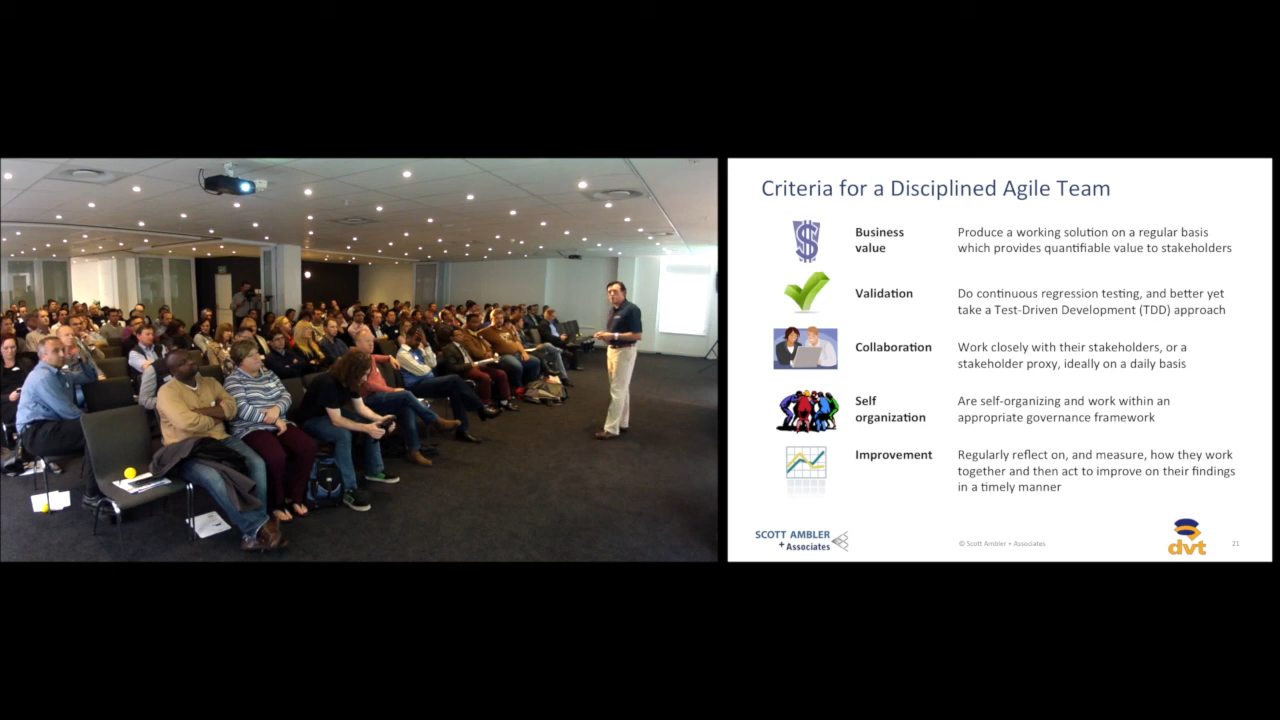 Criteria for a Disciplined Agile Team
Business
value
Produce a working solution on a regular basis
which provides quantifiable value to stakeholders
Validation
Do continuous regression testing, and better yet
take a Test-Driven Development (TDD) approach
Collaboration
Work closely with their stakeholders, or a
stakeholder proxy, ideally on a daily basis
Self
organization
Are self-organizing and work within an
appropriate governance framework
Improvement
Regularly reflect on, and measure, how they work
together and then act to improve on their findings
in a timely manner
SCOTT AMBLER
+ Associates
© Scott Ambler + Associates
dvt
21